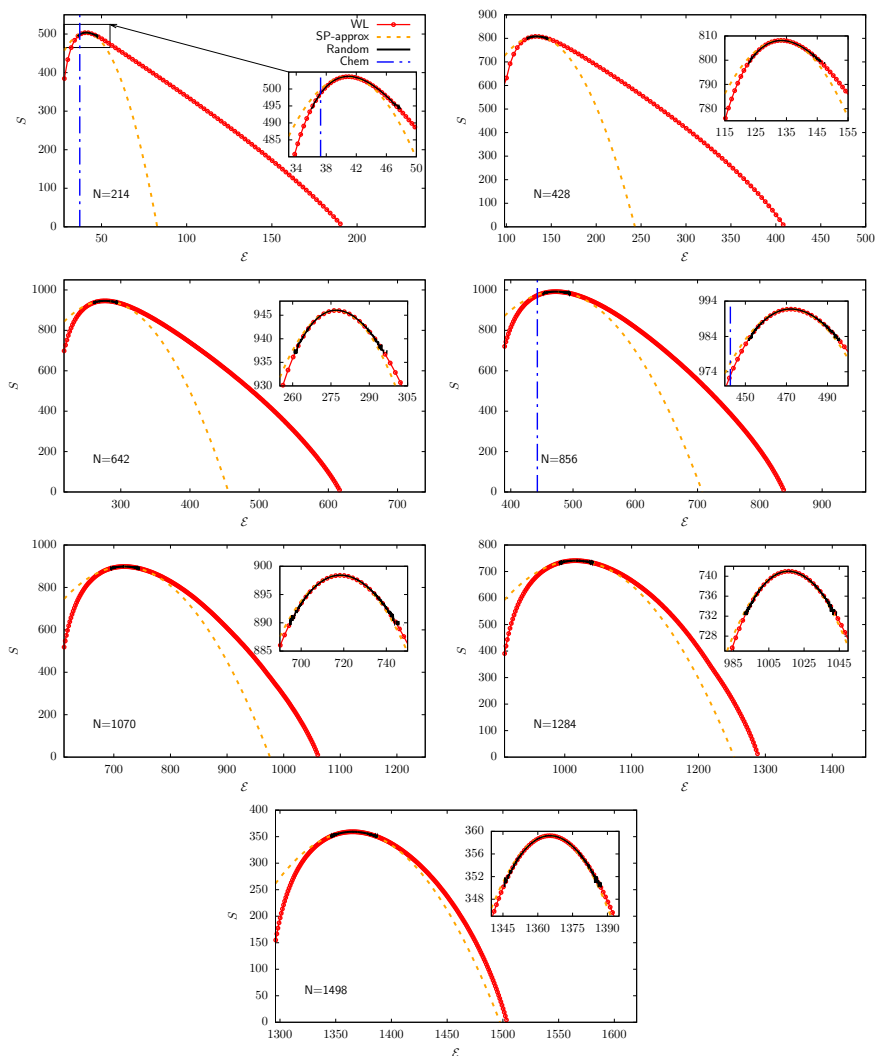 WL
SP-approx
Random
Chem
600
500
400
300
200
100
0
S
500
495
490
485
34 38 42 46 50
N=214
50 100 150 200
ℰ
800
700
600
500
400
300
200
100
0
S
810
800
790
780
115 125 135 145 155
N=428
100 150 200 250 300 350 400 450 500
ℰ
1000
800
600
400
200
0
S
945
940
935
930
260 275 290 305
N=642
300 400 500 600 700
ℰ
1000
800
600
400
200
0
S
994
984
974
450 470 490
N=856
400 500 600 700 800 900
ℰ
1000
800
600
400
200
0
S
900
895
890
885
700 720 740
N=1070
700 800 900 1000 1100 1200
ℰ
800
700
600
500
400
300
200
100
0
S
740
736
732
728
985 1005 1025 1045
N=1284
1000 1100 1200 1300 1400
ℰ
400
350
300
250
200
150
100
50
0
S
360
356
352
348
1345 1360 1375 1390
N=1498
1300 1350 1400 1450 1500 1550 1600
ℰ